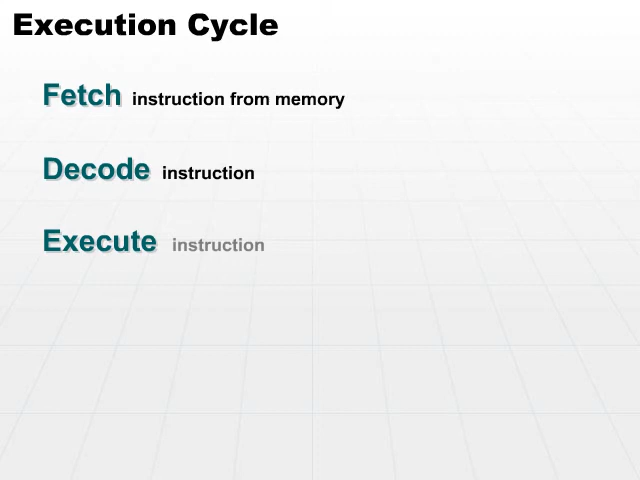 Execution Cycle
Fetch instruction from memory
Decode instruction
Execute instruction